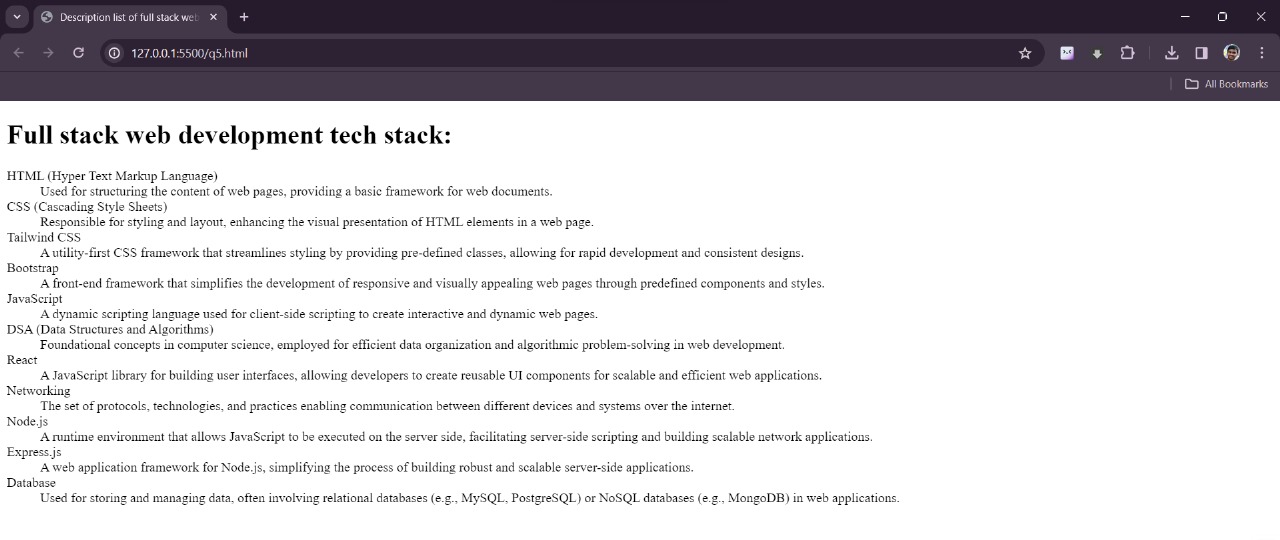 Description list of full stack web
127.0.0.1:5500/q5.html
All Bookmarks
Full stack web development tech stack:
HTML (Hyper Text Markup Language)
Used for structuring the content of web pages, providing a basic framework for web documents.
CSS (Cascading Style Sheets)
Responsible for styling and layout, enhancing the visual presentation of HTML elements in a web page.
Tailwind CSS
A utility-first CSS framework that streamlines styling by providing pre-defined classes, allowing for rapid development and consistent designs.
Bootstrap
A front-end framework that simplifies the development of responsive and visually appealing web pages through predefined components and styles.
JavaScript
A dynamic scripting language used for client-side scripting to create interactive and dynamic web pages.
DSA (Data Structures and Algorithms)
Foundational concepts in computer science, employed for efficient data organization and algorithmic problem-solving in web development.
React
A JavaScript library for building user interfaces, allowing developers to create reusable UI components for scalable and efficient web applications.
Networking
The set of protocols, technologies, and practices enabling communication between different devices and systems over the internet.
Node.js
A runtime environment that allows JavaScript to be executed on the server side, facilitating server-side scripting and building scalable network applications.
Express.js
A web application framework for Node.js, simplifying the process of building robust and scalable server-side applications.
Database
Used for storing and managing data, often involving relational databases (e.g., MySQL, PostgreSQL) or NoSQL databases (e.g., MongoDB) in web applications.